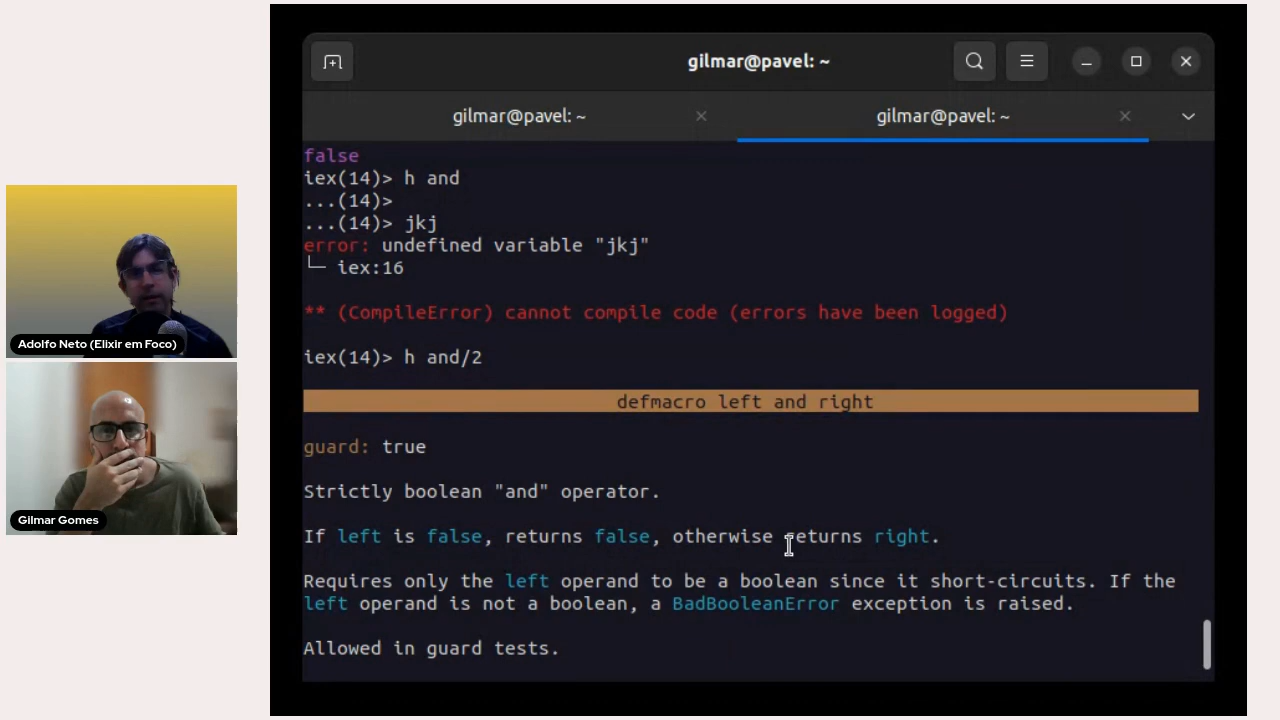 gilmar@pavel: ~
gilmar@pavel: ~
gilmar@pavel: ~
false
iex(14)> h and
...(14)>
...(14)> jkj
error: undefined variable "jkj"
└─ iex:16
** (CompileError) cannot compile code (errors have been logged)
iex(14)> h and/2
defmacro left and right
guard: true
Strictly boolean "and" operator.
If left is false, returns false, otherwise returns right.
Requires only the left operand to be a boolean since it short-circuits. If the
left operand is not a boolean, a BadBooleanError exception is raised.
Allowed in guard tests.
Adolfo Neto (Elixir em Foco)
Gilmar Gomes